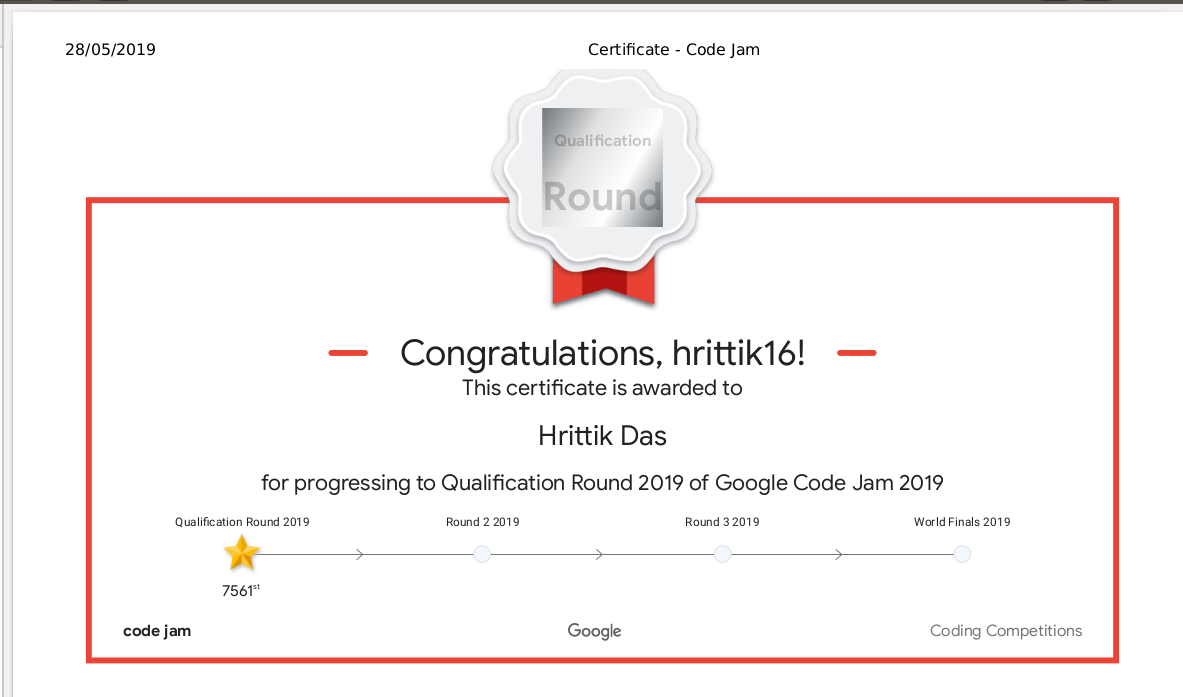 28/05/2019 Certificate - Code Jam
Qualification
Round
Congratulations, hrittik16!
This certificate is awarded to
Hrittik Das
for progressing to Qualification Round 2019 of Google Code Jam 2019
Qualification Round 2019 Round 2 2019 Round 3 2019 World Finals 2019
7561st
code jam Google Coding Competitions